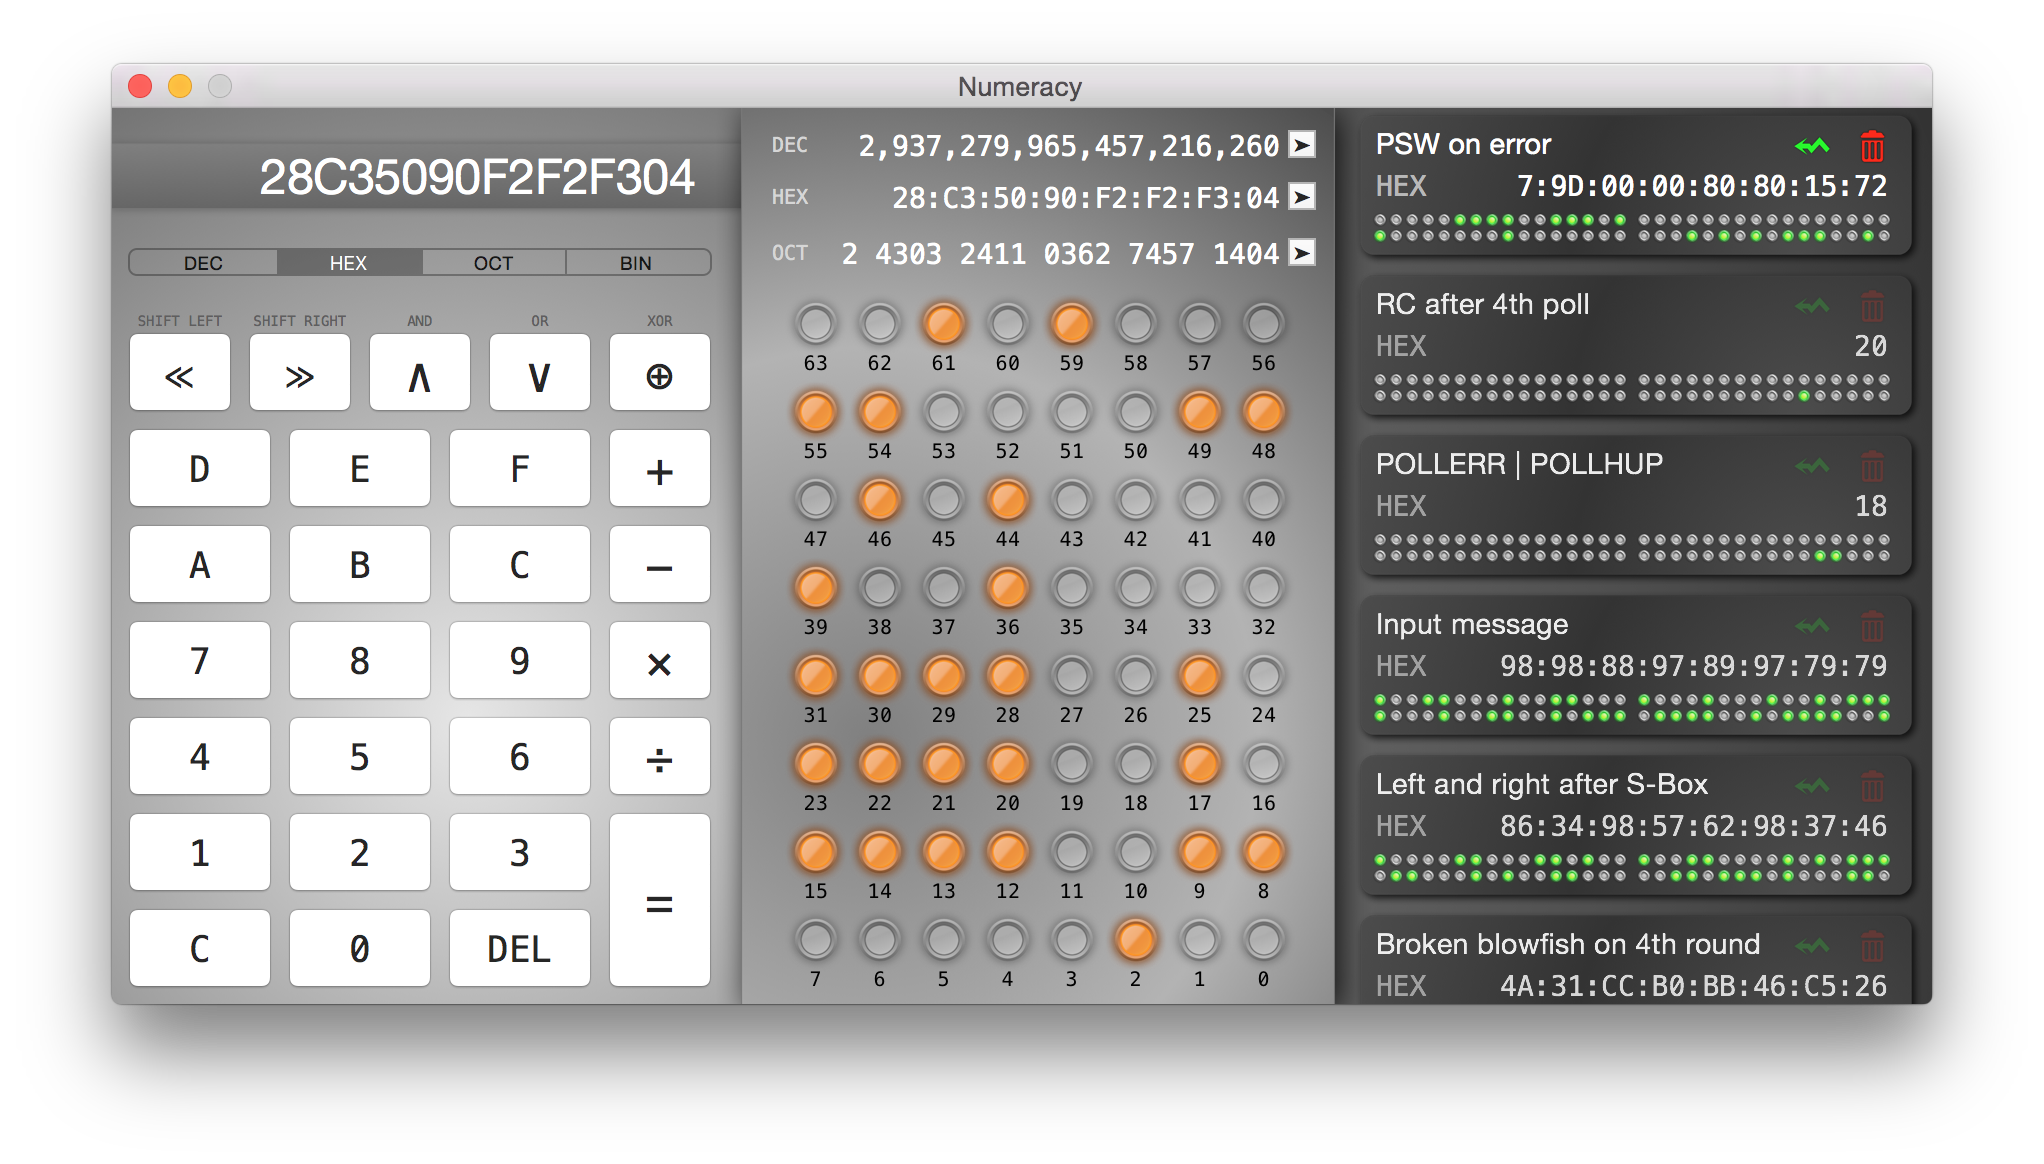 Numeracy
28C35090F2F2F304
DEC HEX OCT BIN
SHIFT LEFT SHIFT RIGHT AND OR XOR
≪ ≫ ∧ ∨ ⊕
D E F +
A B C −
7 8 9 ×
4 5 6 ÷
1 2 3 =
C 0 DEL
DEC 2,937,279,965,457,216,260
HEX 28:C3:50:90:F2:F2:F3:04
OCT 2 4303 2411 0362 7457 1404
63 62 61 60 59 58 57 56
55 54 53 52 51 50 49 48
47 46 45 44 43 42 41 40
39 38 37 36 35 34 33 32
31 30 29 28 27 26 25 24
23 22 21 20 19 18 17 16
15 14 13 12 11 10 9 8
7 6 5 4 3 2 1 0
PSW on error
HEX 7:9D:00:00:80:80:15:72
RC after 4th poll
HEX 20
POLLERR | POLLHUP
HEX 18
Input message
HEX 98:98:88:97:89:97:79:79
Left and right after S-Box
HEX 86:34:98:57:62:98:37:46
Broken blowfish on 4th round
HEX 4A:31:CC:B0:BB:46:C5:26